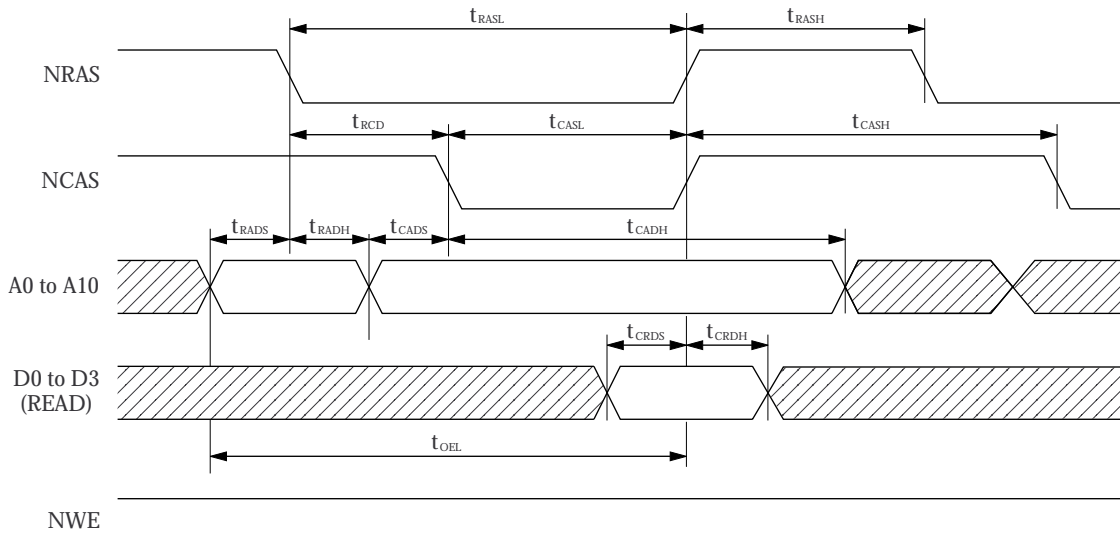 tRASL tRASH
NRAS
tRCD tCASL tCASH
NCAS
tRADS tRADH tCADS tCADH
A0 to A10
tCRDS tCRDH
D0 to D3
(READ)
tOEL
NWE